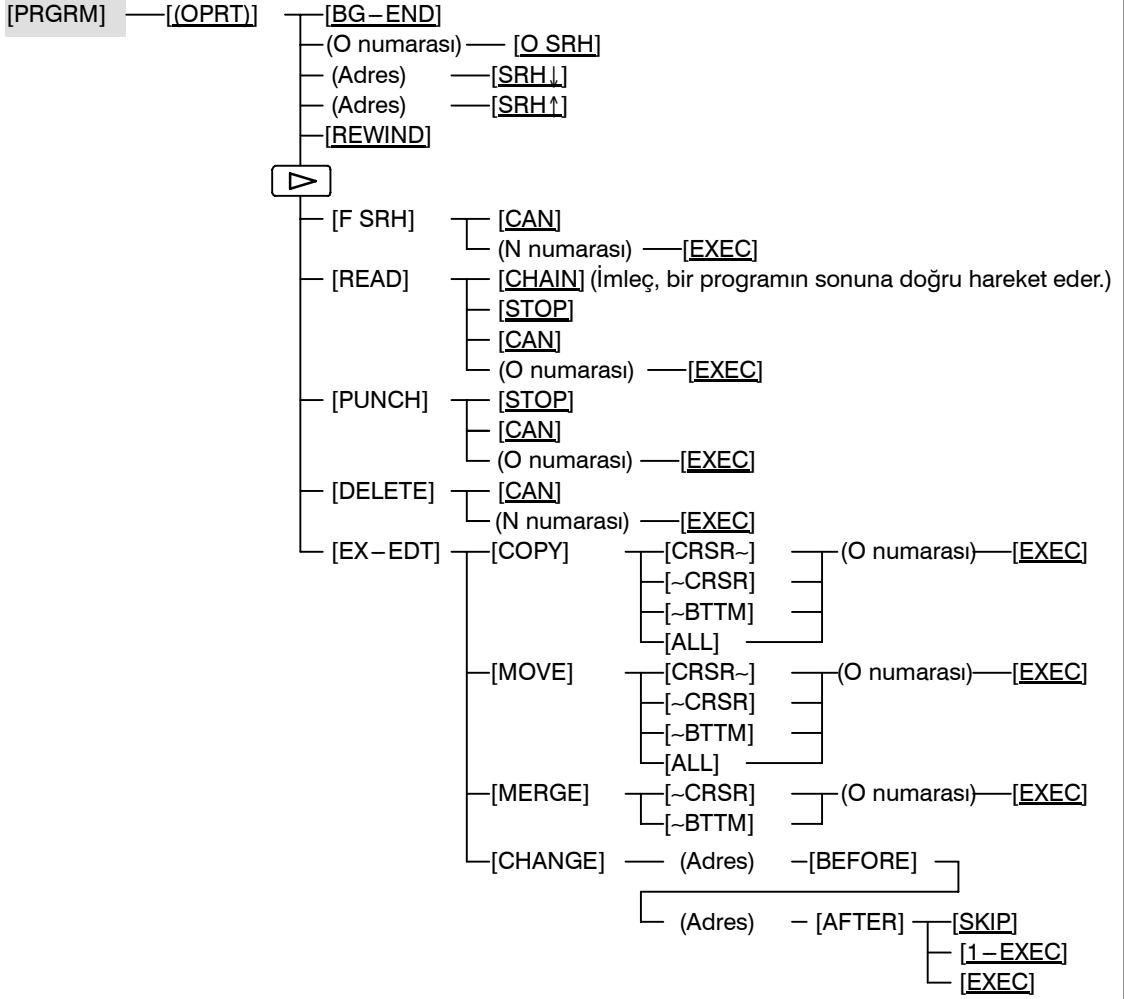 [PRGRM] [(OPRT)] [BG−END]
(O numarası) [O SRH]
(Adres) [SRH↓]
(Adres) [SRH↑]
[REWIND]
[F SRH] [CAN]
(N numarası) [EXEC]
[READ] [CHAIN] (İmleç, bir programın sonuna doğru hareket eder.)
[STOP]
[CAN]
(O numarası) [EXEC]
[PUNCH] [STOP]
[CAN]
(O numarası) [EXEC]
[DELETE] [CAN]
(N numarası) [EXEC]
[EX−EDT] [COPY] [CRSR~] (O numarası) [EXEC]
[~CRSR]
[~BTTM]
[ALL]
[MOVE] [CRSR~] (O numarası) [EXEC]
[~CRSR]
[~BTTM]
[ALL]
[MERGE] [~CRSR] (O numarası) [EXEC]
[~BTTM]
[CHANGE] (Adres) [BEFORE]
(Adres) [AFTER] [SKIP]
[1−EXEC]
[EXEC]